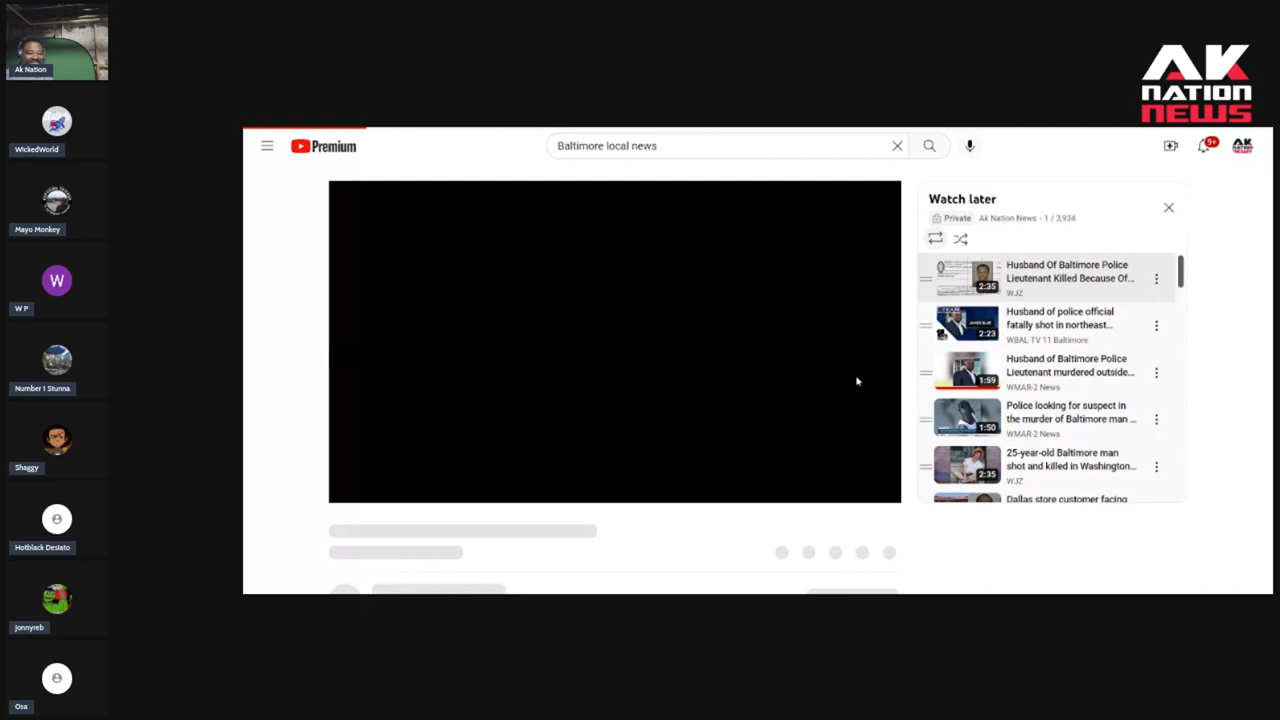 Ak Nation
WickedWorld
Mayo Monkey
W
W P
Number 1 Stunna
Shaggy
Hotblack Desiato
Jonnyreb
Osa
AK
NATION
NEWS
Premium
Baltimore local news
9+
Watch later
Private Ak Nation News - 1 / 3,934
Husband Of Baltimore Police
Lieutenant Killed Because Of...
2:35
WJZ
Husband of police official
fatally shot in northeast...
2:23
WBAL-TV 11 Baltimore
Husband of Baltimore Police
Lieutenant murdered outside...
1:59
WMAR-2 News
Police looking for suspect in
the murder of Baltimore man ...
1:50
WMAR-2 News
25-year-old Baltimore man
shot and killed in Washington...
2:35
WJZ
Dallas store customer facing